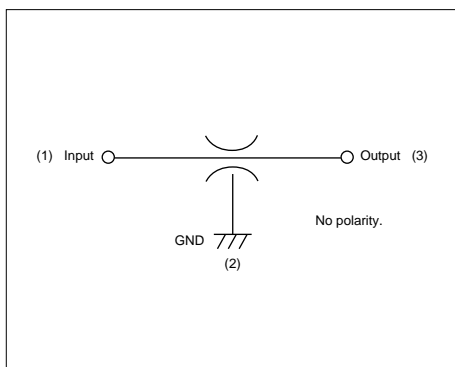 (1) Input Output (3)
No polarity.
GND
(2)